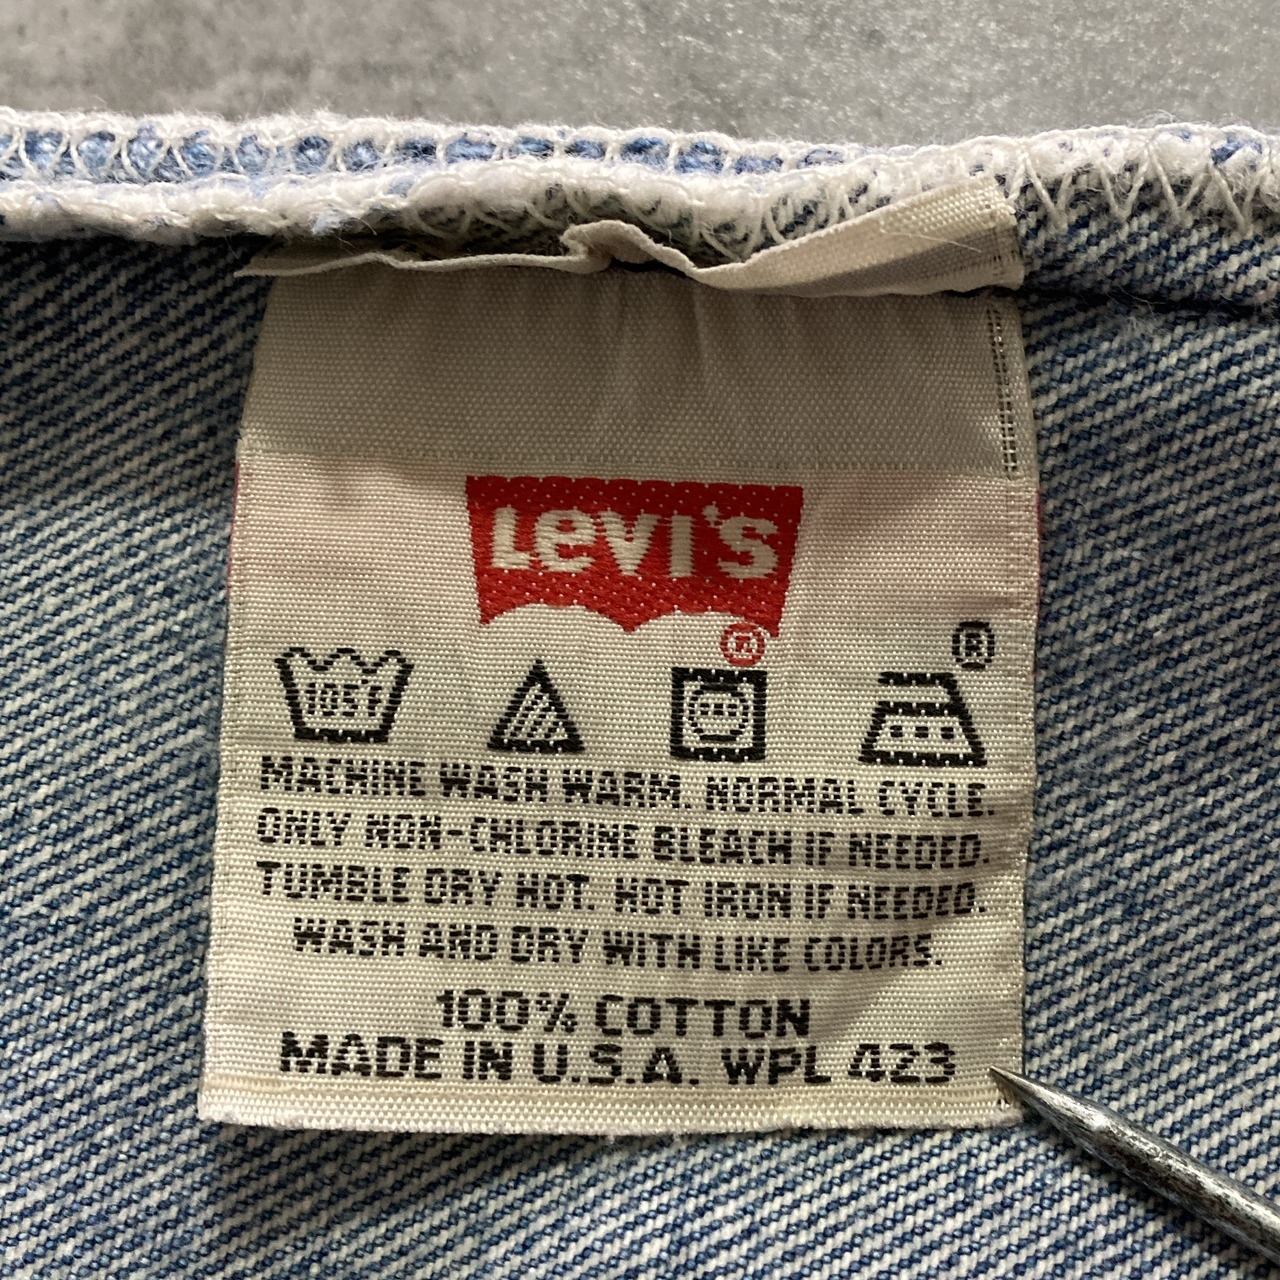 LEVI'S
®
®
105°F
MACHINE WASH WARM. NORMAL CYCLE.
ONLY NON-CHLORINE BLEACH IF NEEDED.
TUMBLE DRY HOT. HOT IRON IF NEEDED.
WASH AND DRY WITH LIKE COLORS.
100% COTTON
MADE IN U.S.A. WPL 423